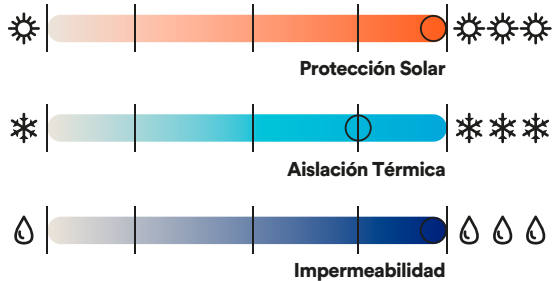 Protección Solar
Aislación Térmica
Impermeabilidad